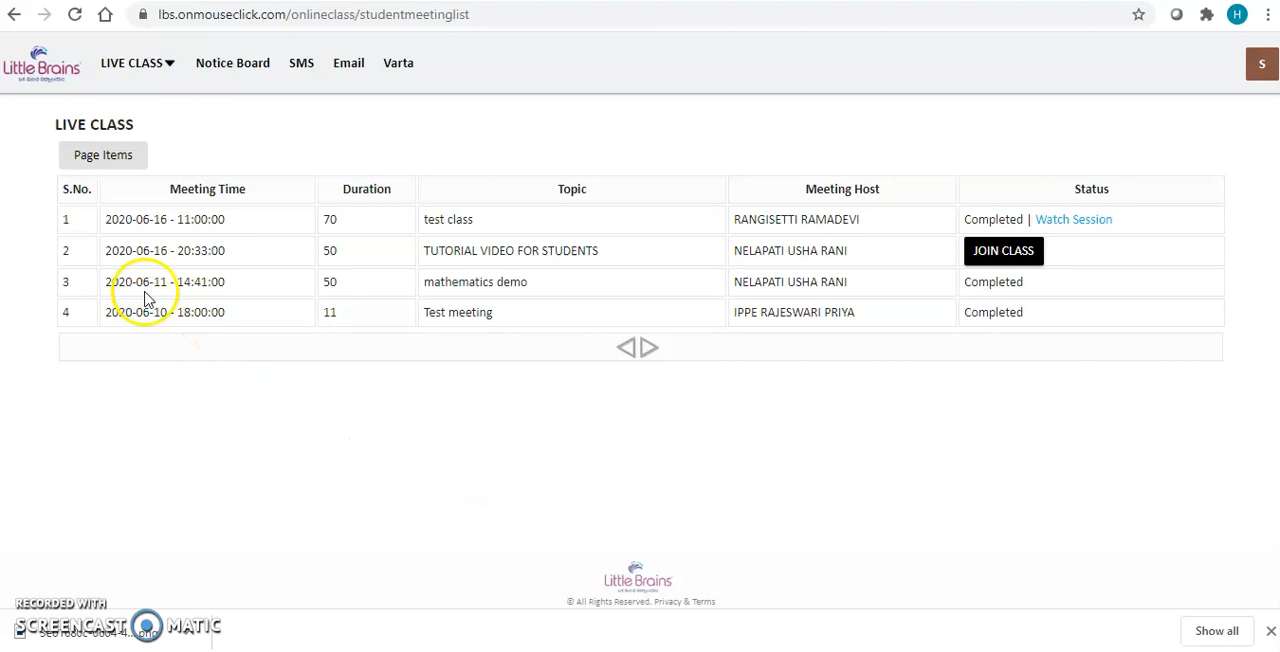 lbs.onmouseclick.com/onlineclass/studentmeetinglist
H
Little Brains
LIVE CLASS Notice Board SMS Email Varta
S
LIVE CLASS
Page Items
S.No. Meeting Time Duration Topic Meeting Host Status
1 2020-06-16 - 11:00:00 70 test class RANGISETTI RAMADEVI Completed | Watch Session
2 2020-06-16 - 20:33:00 50 TUTORIAL VIDEO FOR STUDENTS NELAPATI USHA RANI JOIN CLASS
3 2020-06-11 - 14:41:00 50 mathematics demo NELAPATI USHA RANI Completed
4 2020-06-10 - 18:00:00 11 Test meeting IPPE RAJESWARI PRIYA Completed
Little Brains
© All Rights Reserved. Privacy & Terms
RECORDED WITH
SCREENCAST MATIC
Show all